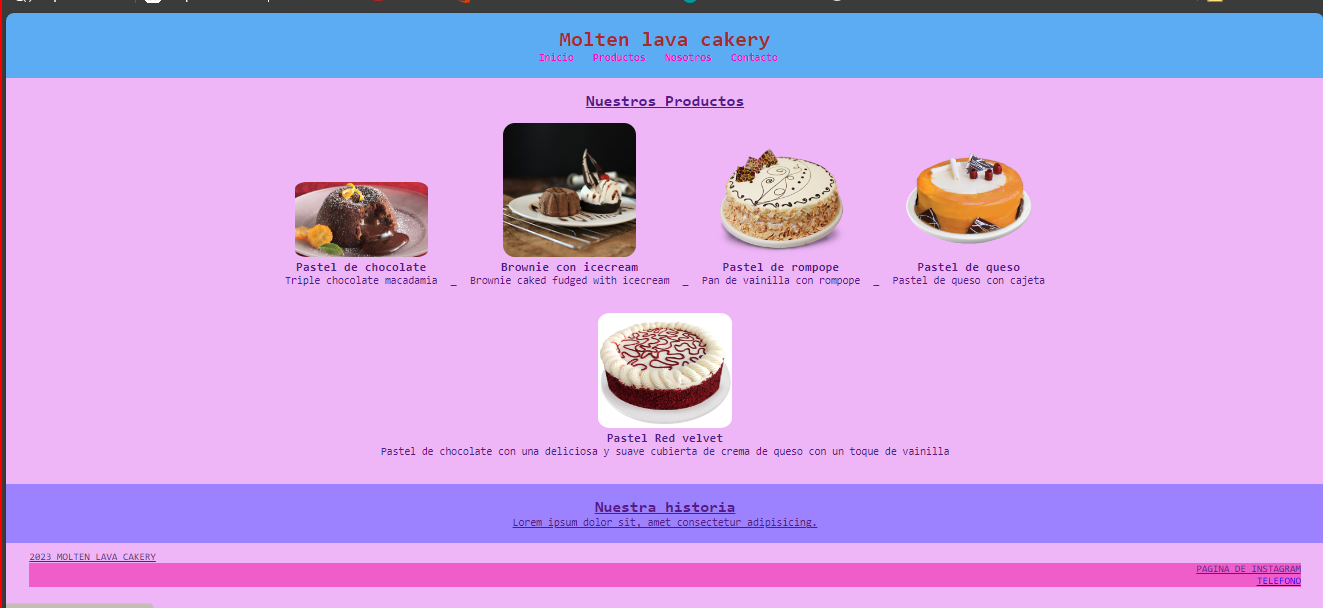 Molten lava cakery
Inicio Productos Nosotros Contacto
Nuestros Productos
Pastel de chocolate
Triple chocolate macadamia
Brownie con icecream
Brownie caked fudged with icecream
Pastel de rompope
Pan de vainilla con rompope
Pastel de queso
Pastel de queso con cajeta
Pastel Red velvet
Pastel de chocolate con una deliciosa y suave cubierta de crema de queso con un toque de vainilla
Nuestra historia
Lorem ipsum dolor sit, amet consectetur adipisicing.
2023 MOLTEN LAVA CAKERY
PAGINA DE INSTAGRAM
TELEFONO